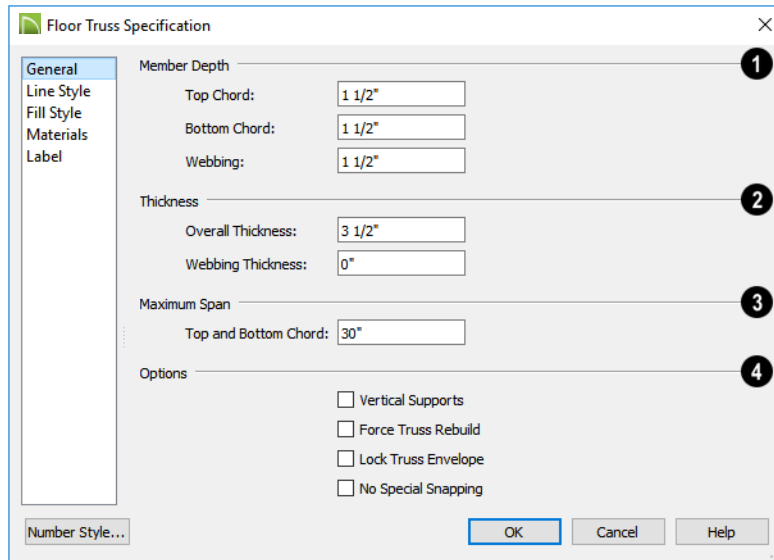 Floor Truss Specification
General
Line Style
Fill Style
Materials
Label
Member Depth 1
Top Chord: 1 1/2"
Bottom Chord: 1 1/2"
Webbing: 1 1/2"
Thickness 2
Overall Thickness: 3 1/2"
Webbing Thickness: 0"
Maximum Span 3
Top and Bottom Chord: 30"
Options 4
Vertical Supports
Force Truss Rebuild
Lock Truss Envelope
No Special Snapping
Number Style... OK Cancel Help